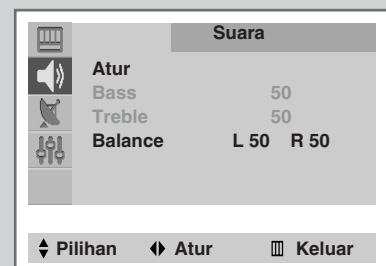 Suara
Atur
Bass 50
Treble 50
Balance L 50 R 50
Pilihan Atur Keluar